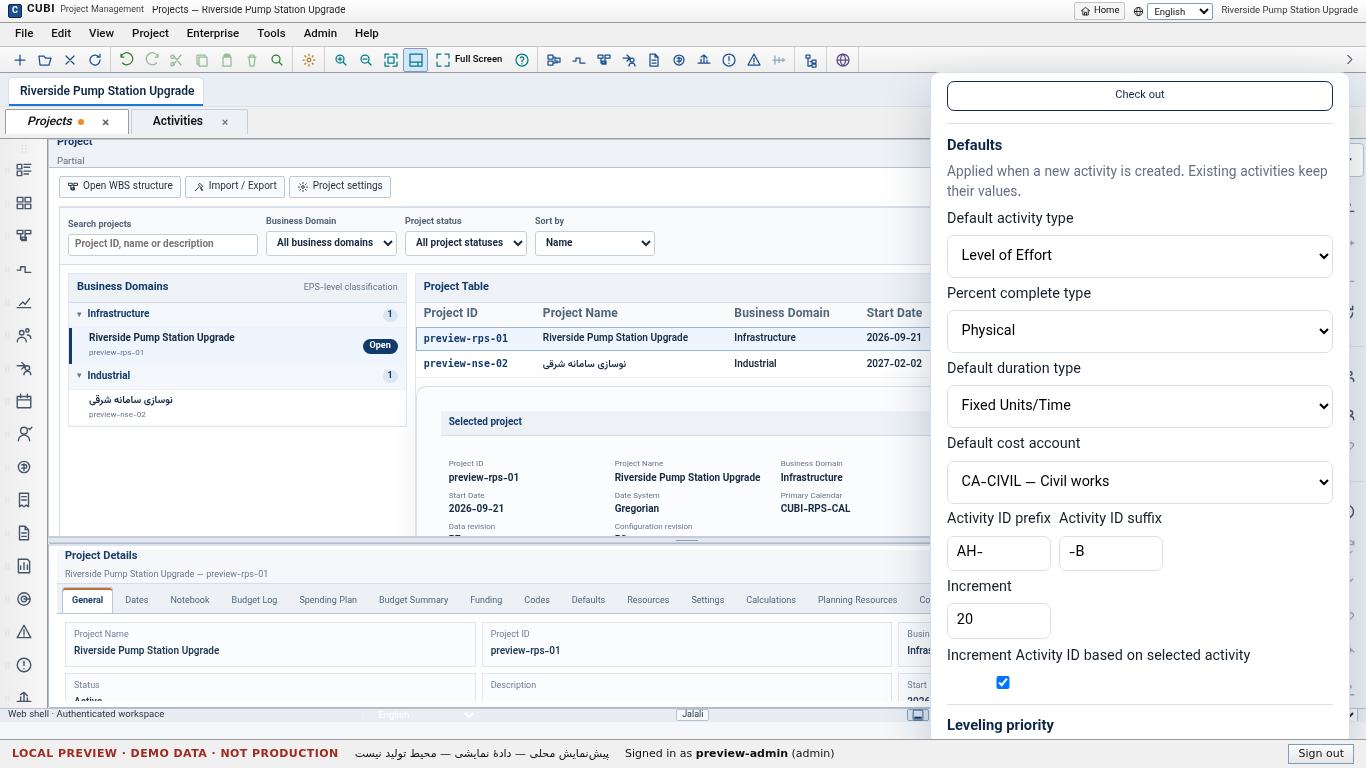 CUBI Project Management Projects — Riverside Pump Station Upgrade Home English Riverside Pump Station Upgrade
File Edit View Project Enterprise Tools Admin Help
Full Screen
Riverside Pump Station Upgrade
Projects × Activities ×
Project
Partial
Open WBS structure Import / Export Project settings
Search projects Business Domain Project status Sort by
Project ID, name or description All business domains All project statuses Name
Business Domains EPS-level classification
Infrastructure 1
Riverside Pump Station Upgrade
preview-rps-01
Open
Industrial 1
نوسازی سامانه شرقی
preview-nse-02
Project Table
Project ID Project Name Business Domain Start Date
preview-rps-01 Riverside Pump Station Upgrade Infrastructure 2026-09-21
preview-nse-02 نوسازی سامانه شرقی Industrial 2027-02-02
Selected project
Project ID Project Name Business Domain
preview-rps-01 Riverside Pump Station Upgrade Infrastructure
Start Date Date System Primary Calendar
2026-09-21 Gregorian CUBI-RPS-CAL
Data revision Configuration revision
Project Details
Riverside Pump Station Upgrade — preview-rps-01
General Dates Notebook Budget Log Spending Plan Budget Summary Funding Codes Defaults Resources Settings Calculations Planning Resources Co
Project Name Project ID Busin
Riverside Pump Station Upgrade preview-rps-01 Infras
Status Description Start
Active 2026
Web shell · Authenticated workspace English Jalali
Check out
Defaults
Applied when a new activity is created. Existing activities keep
their values.
Default activity type
Level of Effort
Percent complete type
Physical
Default duration type
Fixed Units/Time
Default cost account
CA-CIVIL — Civil works
Activity ID prefix Activity ID suffix
AH- -B
Increment
20
Increment Activity ID based on selected activity
Leveling priority
LOCAL PREVIEW · DEMO DATA · NOT PRODUCTION پیش‌نمایش محلی — دادهٔ نمایشی — محیط تولید نیست Signed in as preview-admin (admin) Sign out